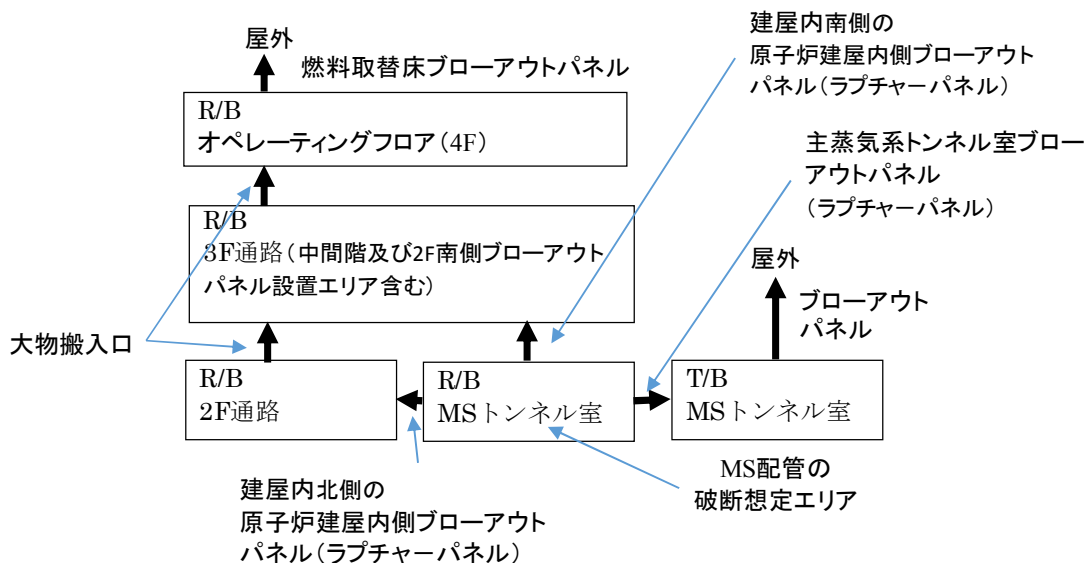 建屋内南側の
原子炉建屋内側ブローアウト
パネル(ラプチャーパネル)
屋外
燃料取替床ブローアウトパネル
R/B
オペレーティングフロア(4F)
主蒸気系トンネル室ブロー
アウトパネル
(ラプチャーパネル)
R/B
3F通路(中間階及び2F南側ブローアウト
パネル設置エリア含む)
屋外
ブローアウト
パネル
大物搬入口
R/B
2F通路
R/B
MSトンネル室
T/B
MSトンネル室
建屋内北側の
原子炉建屋内側ブローアウト
パネル(ラプチャーパネル)
MS配管の
破断想定エリア